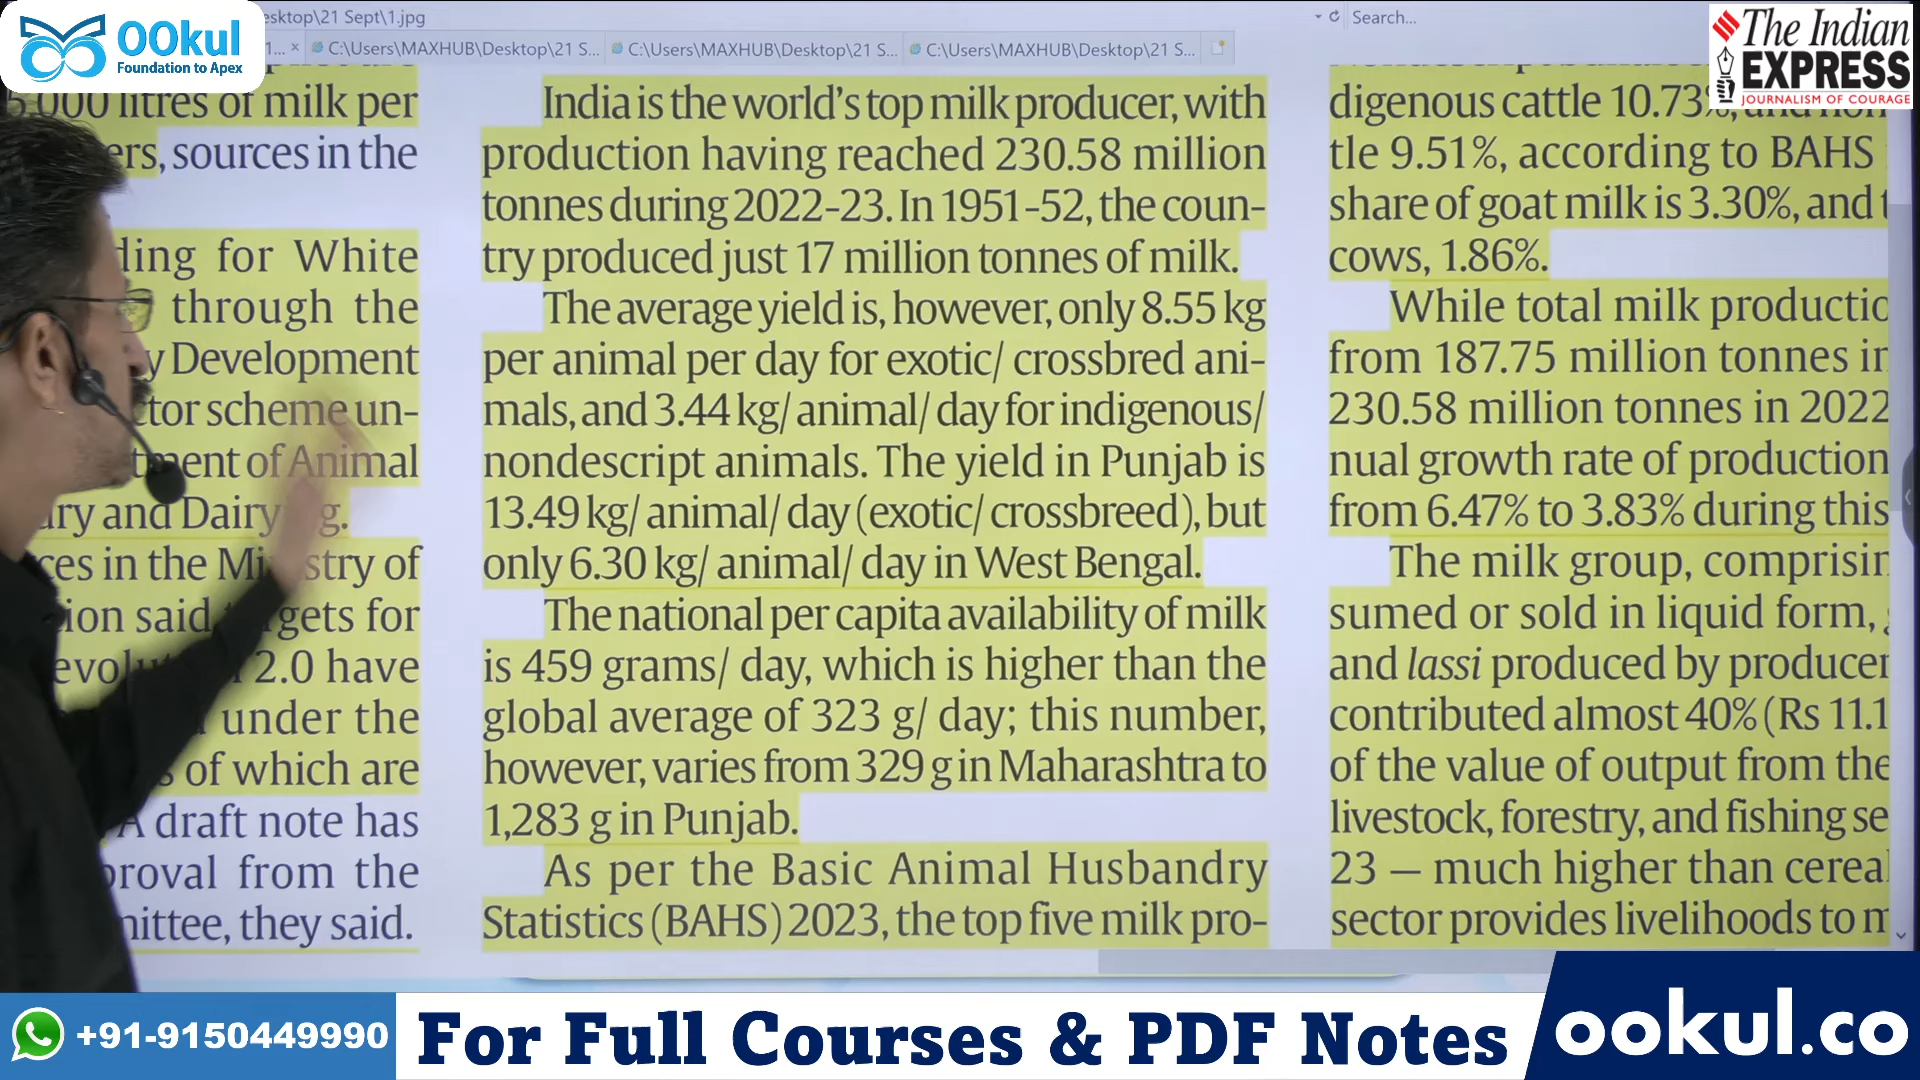 OOkul
Foundation to Apex
esktop\21 Sept\1.jpg
Search...
1... × C:\Users\MAXHUB\Desktop\21 S... C:\Users\MAXHUB\Desktop\21 S... C:\Users\MAXHUB\Desktop\21 S...
The Indian
EXPRESS
JOURNALISM OF COURAGE
5,000 litres of milk per
ers, sources in the
ding for White
through the
y Development
ctor scheme un-
tment of Animal
ary and Dairy g.
ces in the Ministry of
ion said targets for
evolution 2.0 have
under the
s of which are
A draft note has
proval from the
mittee, they said.
India is the world's top milk producer, with
production having reached 230.58 million
tonnes during 2022-23. In 1951-52, the coun-
try produced just 17 million tonnes of milk.
The average yield is, however, only 8.55 kg
per animal per day for exotic/ crossbred ani-
mals, and 3.44 kg/ animal/ day for indigenous/
nondescript animals. The yield in Punjab is
13.49 kg/ animal/ day (exotic/ crossbreed), but
only 6.30 kg/ animal/ day in West Bengal.
The national per capita availability of milk
is 459 grams/ day, which is higher than the
global average of 323 g/ day; this number,
however, varies from 329 g in Maharashtra to
1,283 g in Punjab.
As per the Basic Animal Husbandry
Statistics (BAHS) 2023, the top five milk pro-
digenous cattle 10.73%, and non
tle 9.51%, according to BAHS
share of goat milk is 3.30%, and t
cows, 1.86%.
While total milk productio
from 187.75 million tonnes in
230.58 million tonnes in 2022
nual growth rate of production
from 6.47% to 3.83% during this
The milk group, comprisin
sumed or sold in liquid form, g
and lassi produced by producer
contributed almost 40% (Rs 11.1
of the value of output from the
livestock, forestry, and fishing se
23 — much higher than cereal
sector provides livelihoods to m
+91-9150449990
For Full Courses & PDF Notes
ookul.co